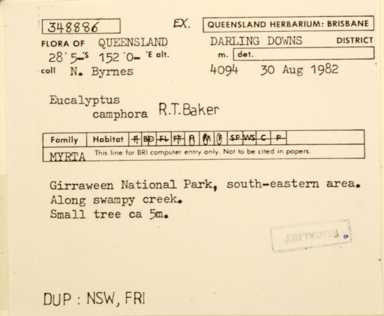 348886 EX. QUEENSLAND HERBARIUM: BRISBANE
FLORA OF QUEENSLAND DARLING DOWNS DISTRICT
28° 5-'S 152° 0-'E alt. m. det.
coll N. Byrnes 4094 30 Aug 1982
Eucalyptus
camphora R.T.Baker
Family Habitat
MYRTA This line for BRI computer entry only. Not to be cited in papers.
Girraween National Park, south-eastern area.
Along swampy creek.
Small tree ca 5m.
EUCALIST
DUP : NSW, FRI